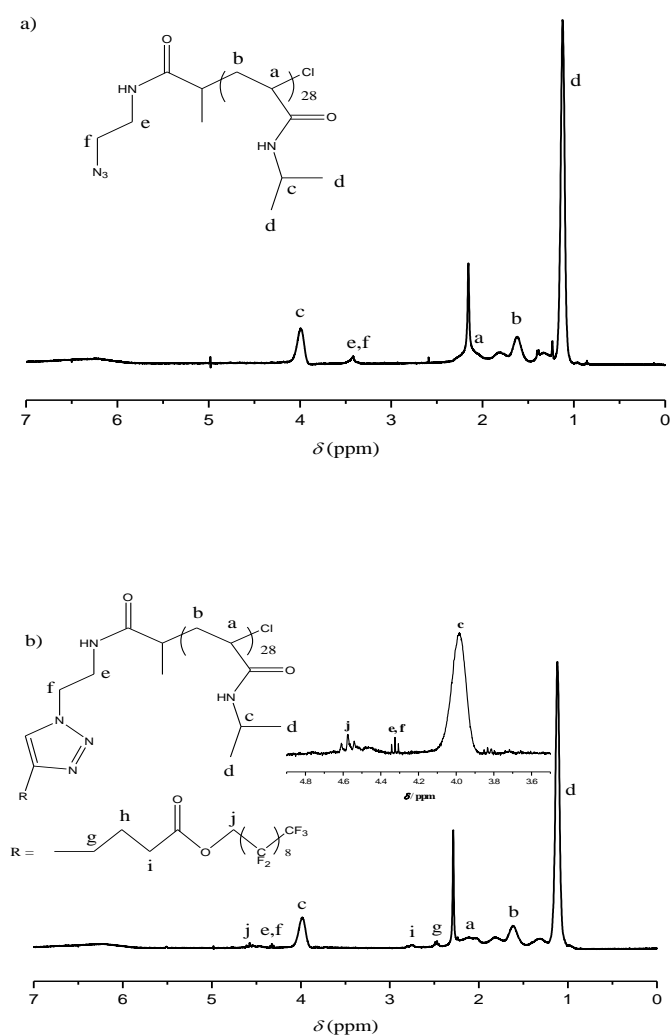 a)
O
b
a
Cl
HN
28
e
O
f
HN
N3
c
d
d
d
c
e,f
a
b
7 6 5 4 3 2 1 0
δ (ppm)
b)
O
b
a
Cl
NH
28
e
O
f
HN
N
N
N
c
d
d
R
R =
h
O
g
i
O
j
F2
C
C
F2
8
CF3
c
j
e, f
4.8 4.6 4.4 4.2 4.0 3.8 3.6
δ/ ppm
d
c
j
e,f
i
g
a
b
7 6 5 4 3 2 1 0
δ (ppm)